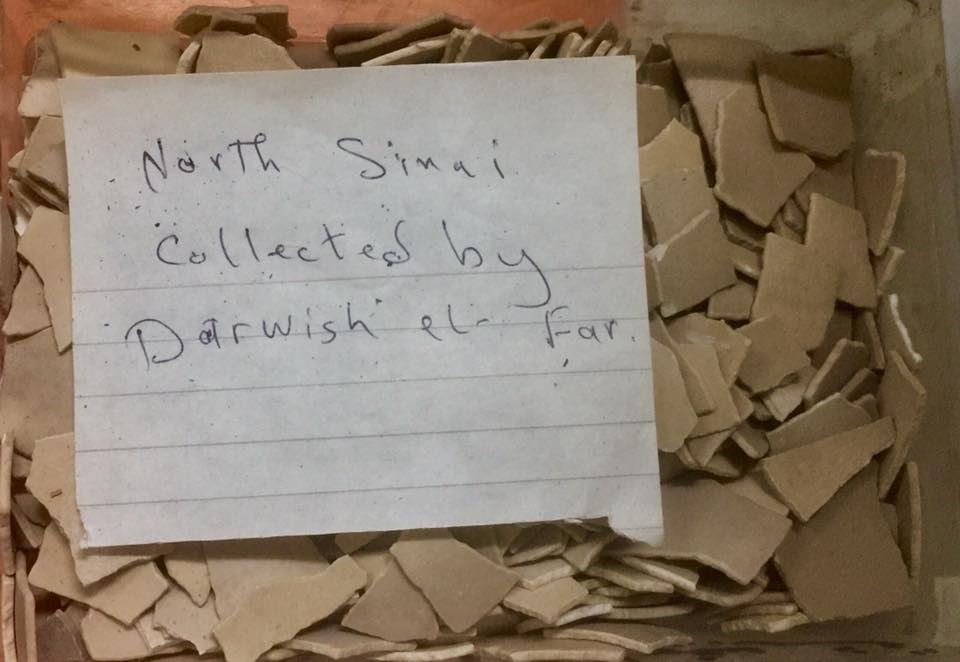 North Sinai
Collected by
Darwish el- Far.